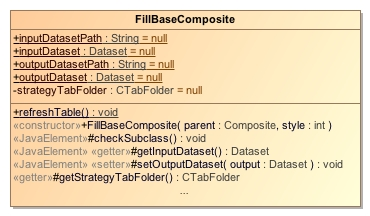 FillBaseComposite
+inputDatasetPath : String = null
+inputDataset : Dataset = null
+outputDatasetPath : String = null
+outputDataset : Dataset = null
-strategyTabFolder : CTabFolder = null
+refreshTable() : void
«constructor»+FillBaseComposite( parent : Composite, style : int )
«JavaElement»#checkSubclass() : void
«JavaElement» «getter»#getInputDataset() : Dataset
«JavaElement» «setter»#setOutputDataset( output : Dataset ) : void
«getter»#getStrategyTabFolder() : CTabFolder
...